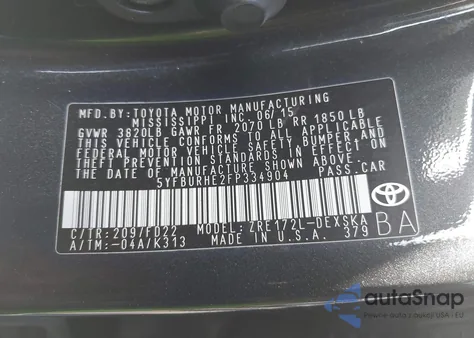 MFD. BY: TOYOTA MOTOR MANUFACTURING
MISSISSIPPI INC. 06/15
GVWR 3820LB GAWR FR 2070 LB RR 1850 LB
THIS VEHICLE CONFORMS TO ALL APPLICABLE
FEDERAL MOTOR VEHICLE SAFETY, BUMPER, AND
THEFT PREVENTION STANDARDS IN EFFECT ON
THE DATE OF MANUFACTURE SHOWN ABOVE.
5YFBURHE2FP334904 PASS.CAR
C/TR: 209/FD22 MODEL: ZRE172L-DEXSKA
A/TM: -04A/K313 MADE IN U.S.A. 379
BA
TOYOTA
autoSnap